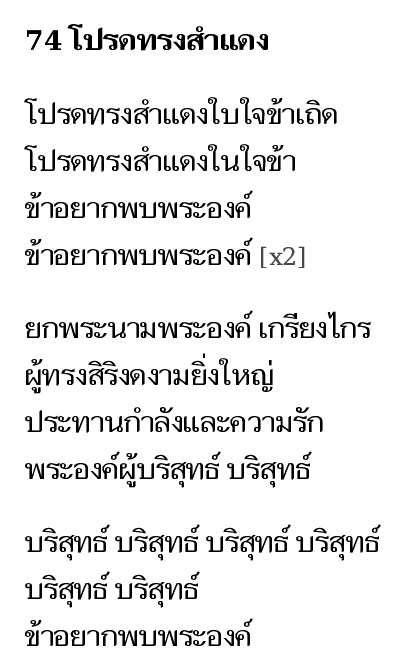 74 โปรดทรงสำแดง
โปรดทรงสำแดงใบใจข้าเถิด
โปรดทรงสำแดงในใจข้า
ข้าอยากพบพระองค์
ข้าอยากพบพระองค์ [x2]
ยกพระนามพระองค์ เกรียงไกร
ผู้ทรงสิริงดงามยิ่งใหญ่
ประทานกำลังและความรัก
พระองค์ผู้บริสุทธ์ บริสุทธ์
บริสุทธ์ บริสุทธ์ บริสุทธ์ บริสุทธ์
บริสุทธ์ บริสุทธ์
ข้าอยากพบพระองค์